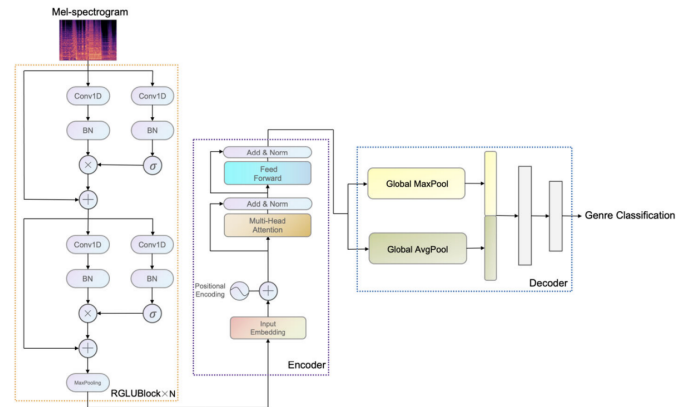 Mel-spectrogram
Conv1D
Conv1D
BN
BN
×
σ
+
Conv1D
Conv1D
BN
BN
×
σ
+
MaxPooling
RGLUBlock×N
Add & Norm
Feed
Forward
Add & Norm
Multi-Head
Attention
Positional
Encoding
+
Input
Embedding
Encoder
Global MaxPool
Global AvgPool
Decoder
Genre Classification